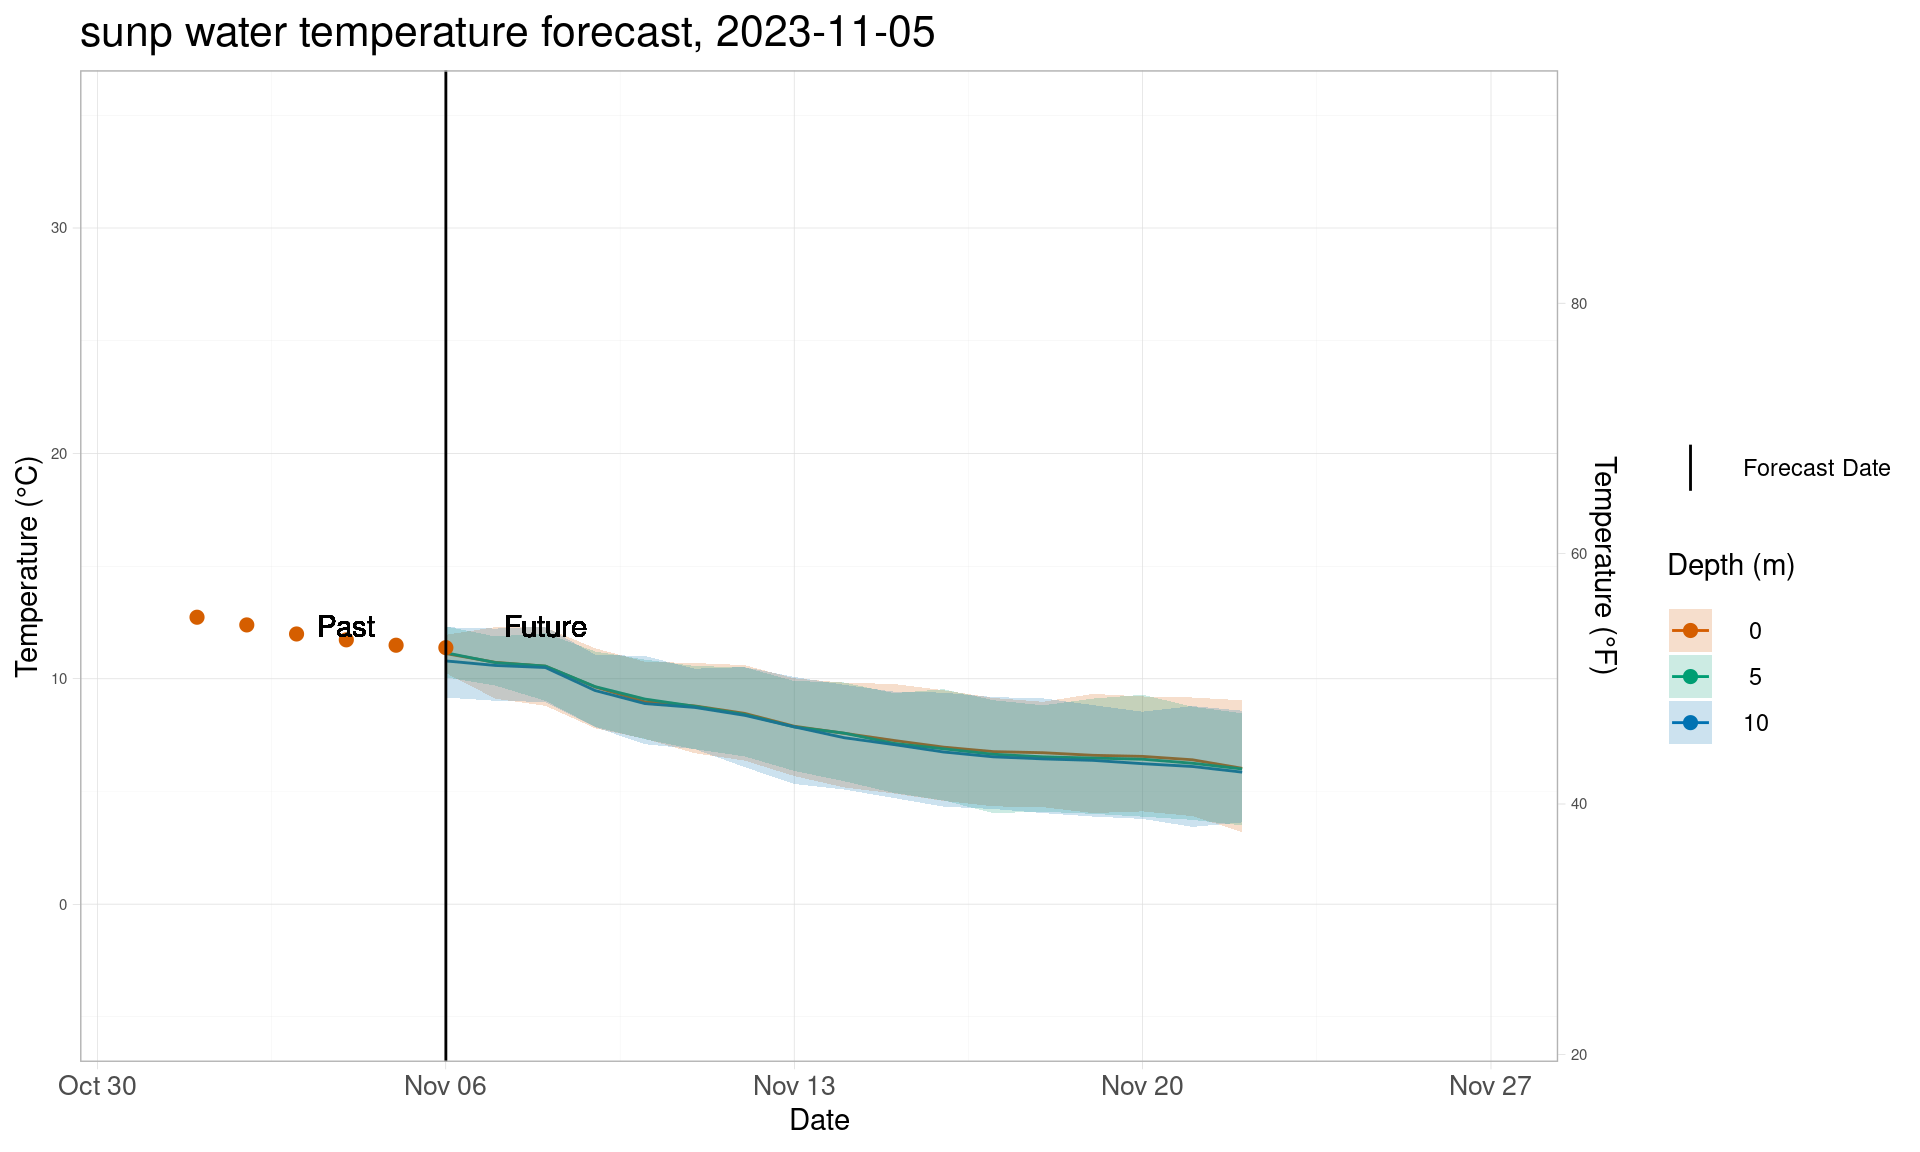 sunp water temperature forecast, 2023-11-05
Temperature (°C)
30
20
10
0
Past
Future
80
60
40
20
Temperature (°F)
Oct 30
Nov 06
Nov 13
Nov 20
Nov 27
Date
Forecast Date
Depth (m)
0
5
10